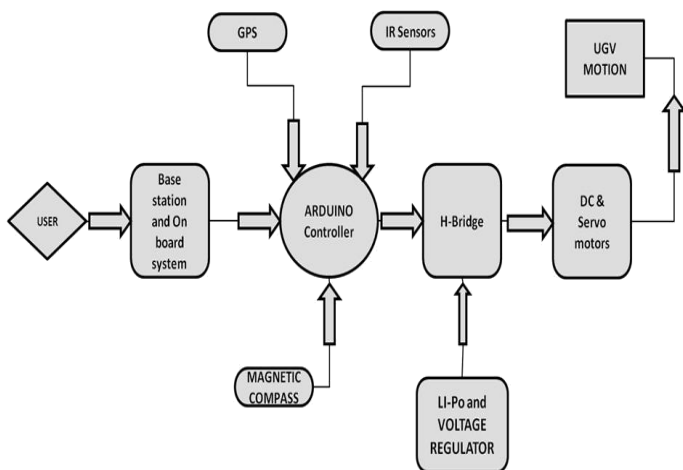 GPS
IR Sensors
UGV
MOTION
USER
Base
station
and On
board
system
ARDUINO
Controller
H-Bridge
DC &
Servo
motors
MAGNETIC
COMPASS
LI-Po and
VOLTAGE
REGULATOR